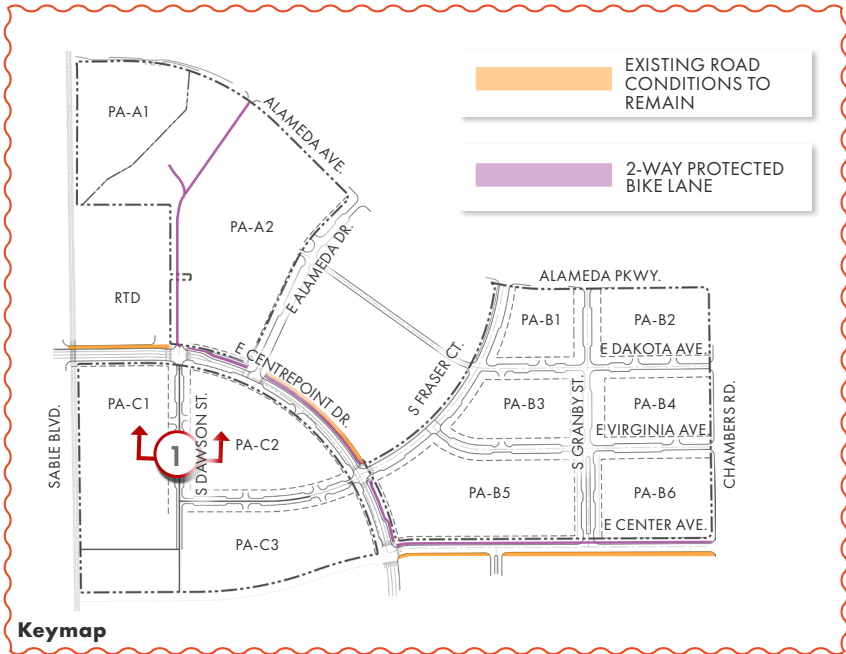 EXISTING ROAD
CONDITIONS TO
REMAIN
2-WAY PROTECTED
BIKE LANE
PA-A1
ALAMEDA AVE.
PA-A2
E ALAMEDA DR.
RTD
ALAMEDA PKWY.
PA-B1
PA-B2
E DAKOTA AVE.
E CENTREPOINT DR.
S FRASER CT.
PA-C1
S DAWSON ST.
PA-C2
PA-B3
S GRANBY ST.
PA-B4
E VIRGINIA AVE.
CHAMBERS RD.
SABLE BLVD.
1
PA-B5
PA-B6
E CENTER AVE.
PA-C3
Keymap